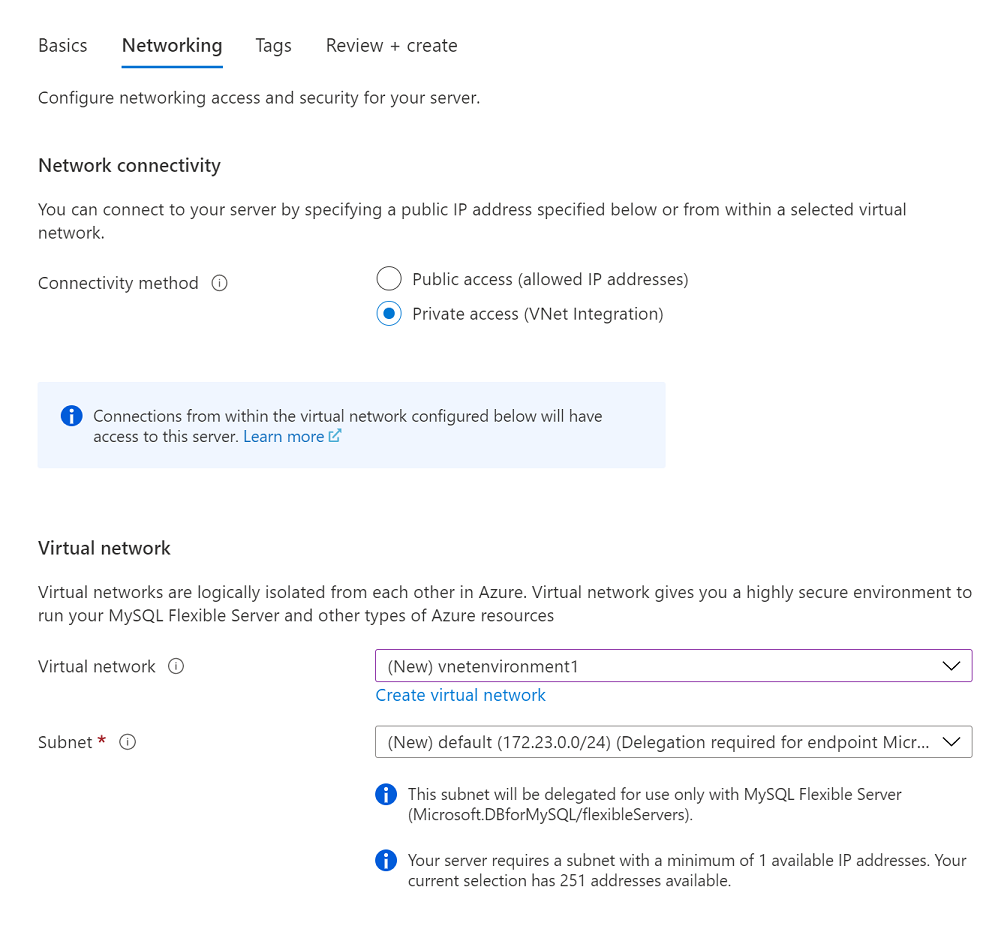 Basics Networking Tags Review + create
Configure networking access and security for your server.
Network connectivity
You can connect to your server by specifying a public IP address specified below or from within a selected virtual
network.
Connectivity method
Public access (allowed IP addresses)
Private access (VNet Integration)
Connections from within the virtual network configured below will have
access to this server. Learn more
Virtual network
Virtual networks are logically isolated from each other in Azure. Virtual network gives you a highly secure environment to
run your MySQL Flexible Server and other types of Azure resources
Virtual network (New) vnetenvironment1
Create virtual network
Subnet * (New) default (172.23.0.0/24) (Delegation required for endpoint Micr...
This subnet will be delegated for use only with MySQL Flexible Server
(Microsoft.DBforMySQL/flexibleServers).
Your server requires a subnet with a minimum of 1 available IP addresses. Your
current selection has 251 addresses available.